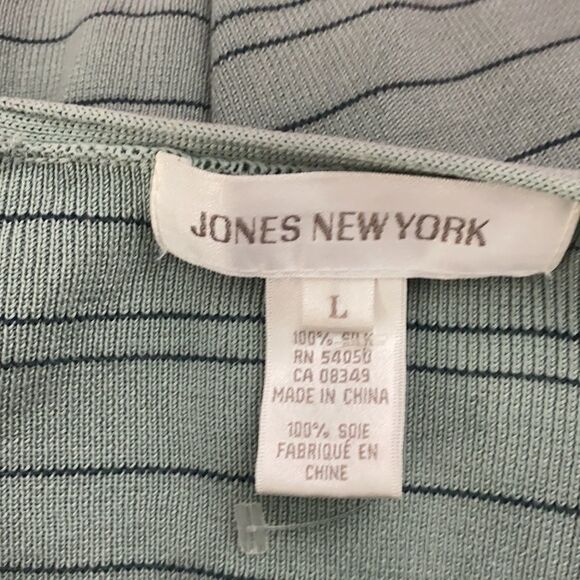 JONES NEW YORK
L
100% SILK
RN 54050
CA 08349
MADE IN CHINA
100% SOIE
FABRIQUÉ EN
CHINE